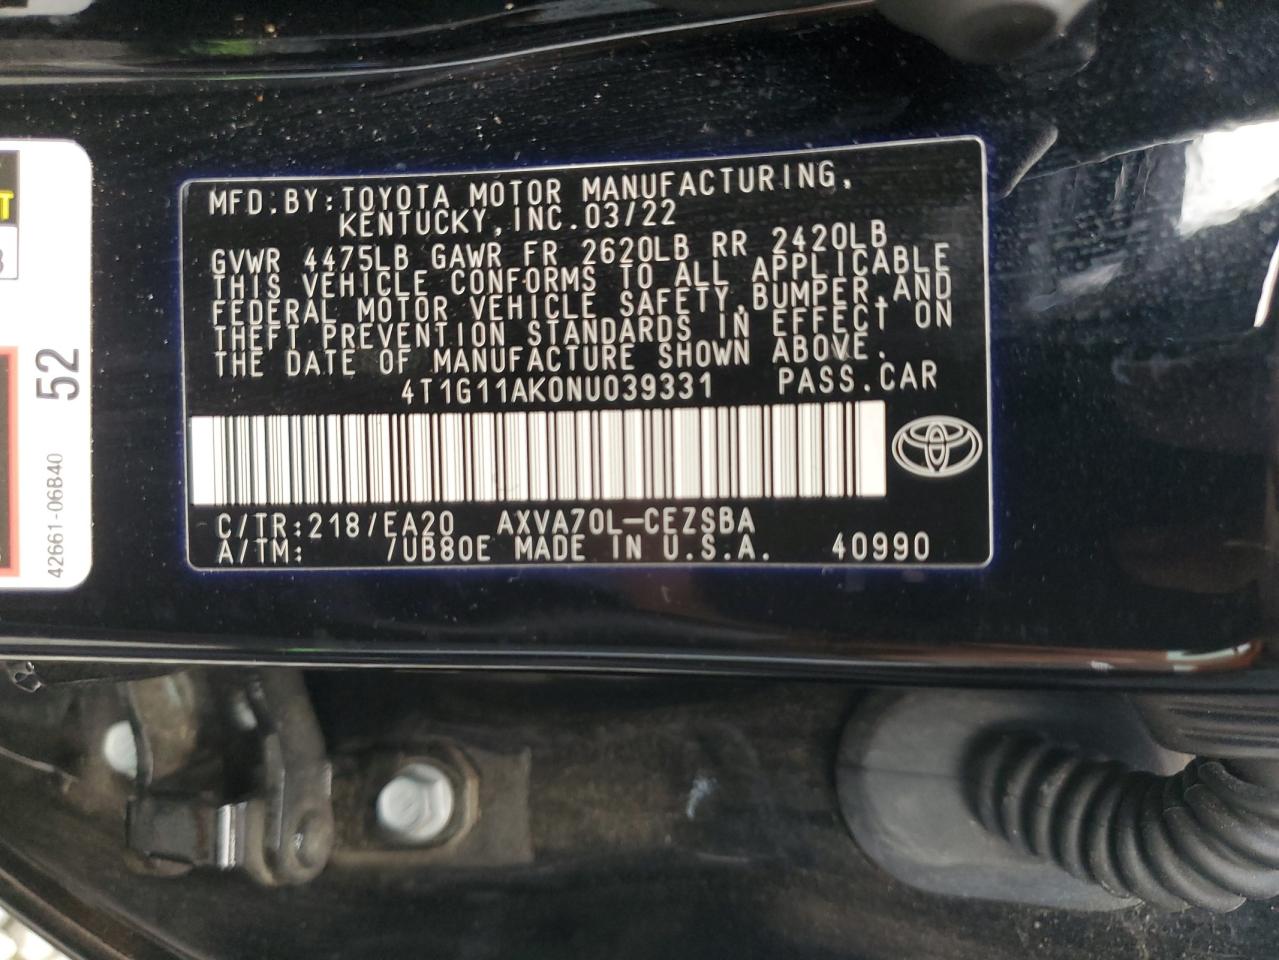 MFD.BY:TOYOTA MOTOR MANUFACTURING,
KENTUCKY,INC.03/22
GVWR 4475LB GAWR FR 2620LB RR 2420LB
THIS VEHICLE CONFORMS TO ALL APPLICABLE
FEDERAL MOTOR VEHICLE SAFETY,BUMPER,AND
THEFT PREVENTION STANDARDS IN EFFECT ON
THE DATE OF MANUFACTURE SHOWN ABOVE.
4T1G11AK0NU039331 PASS.CAR
C/TR:218/EA20 AXVA70L-CEZSBA
A/TM: /UB80E MADE IN U.S.A. 40990
52
42661-06B40